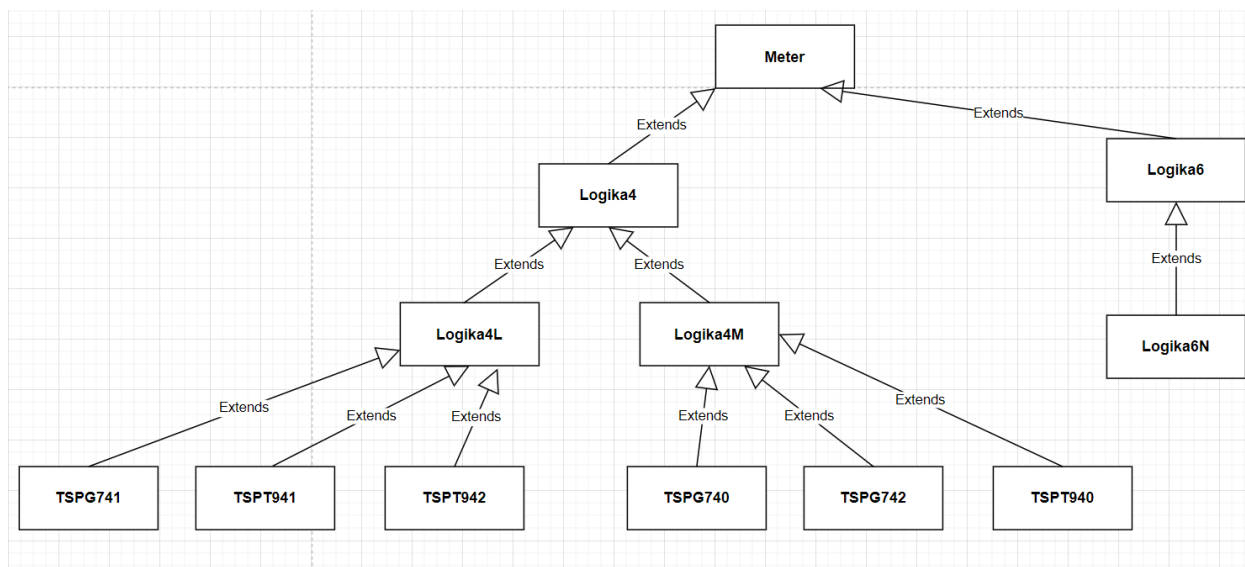 Meter
Extends
Extends
Logika4
Logika6
Extends
Extends
Extends
Logika4L
Logika4M
Logika6N
Extends
Extends
Extends
Extends
Extends
Extends
TSPG741
TSPT941
TSPT942
TSPG740
TSPG742
TSPT940